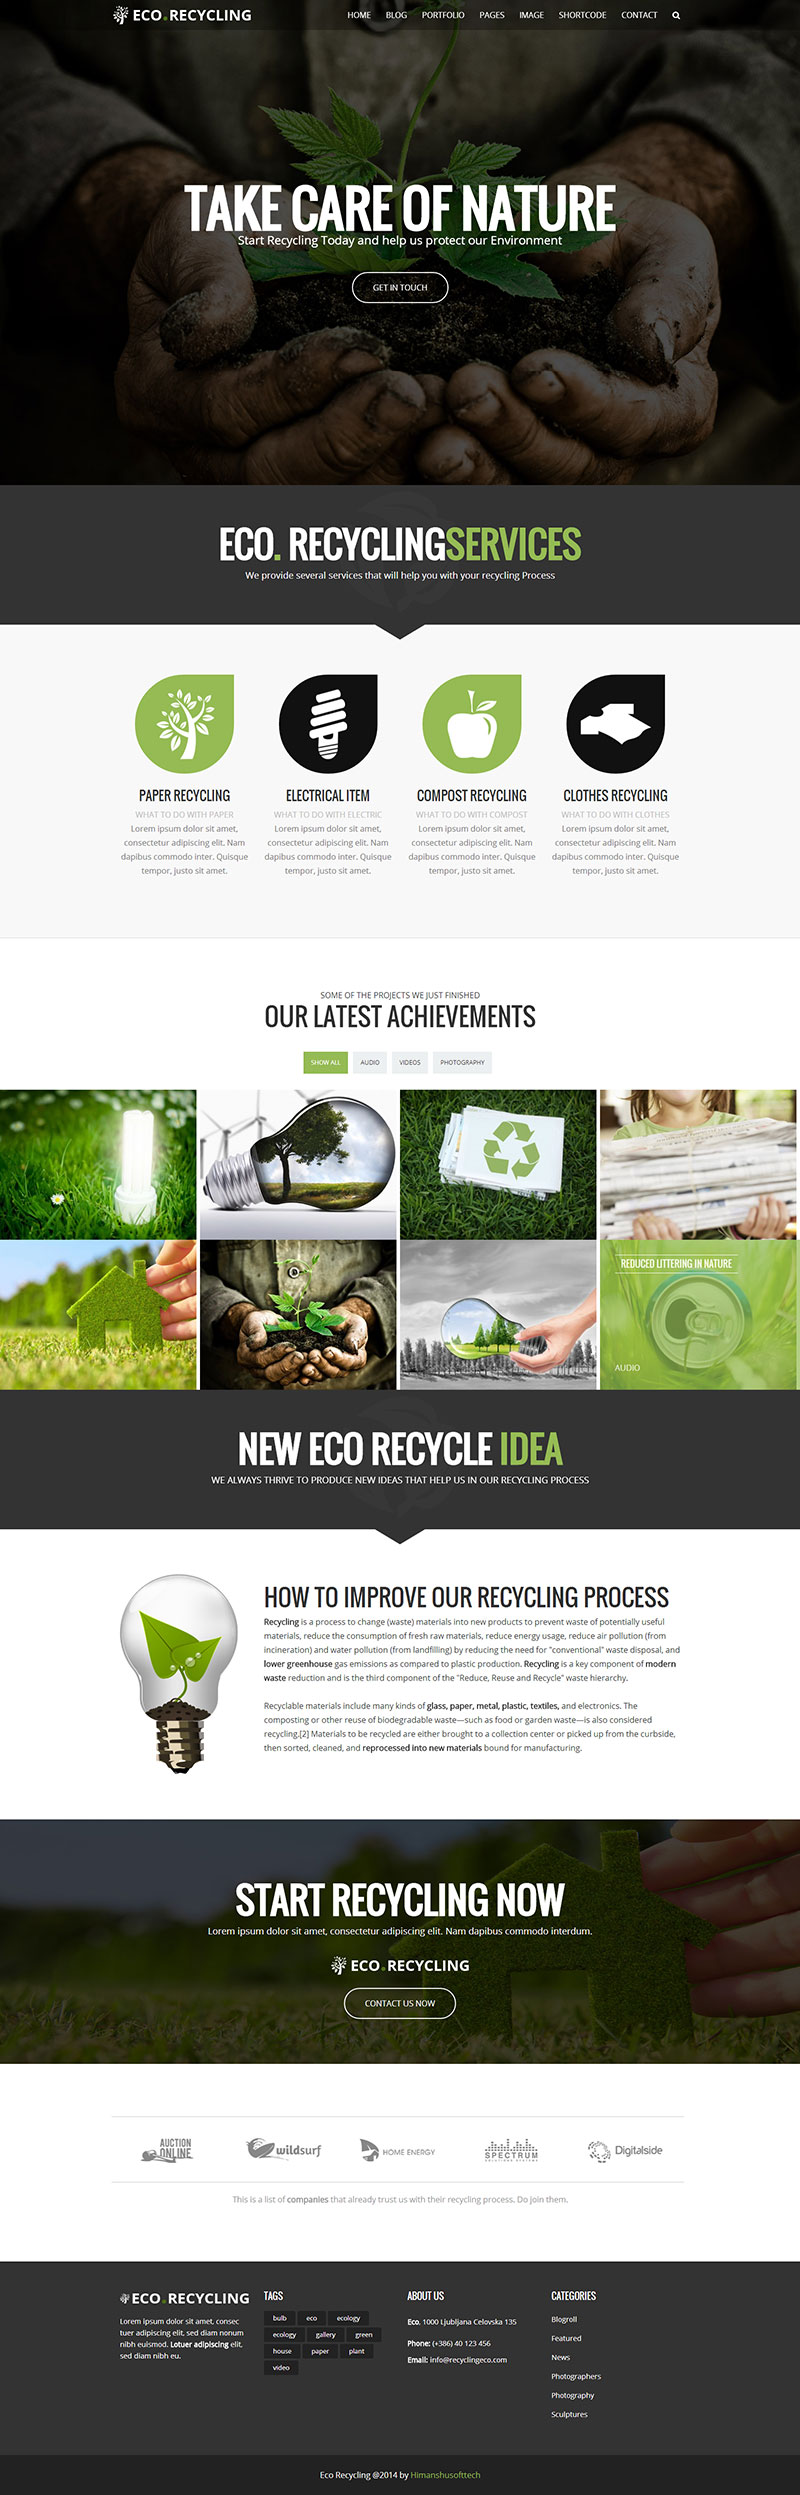 ECO.RECYCLING
HOME BLOG PORTFOLIO PAGES IMAGE SHORTCODE CONTACT
TAKE CARE OF NATURE
Start Recycling Today and help us protect our Environment
GET IN TOUCH
ECO. RECYCLINGSERVICES
We provide several services that will help you with your recycling Process
PAPER RECYCLING
WHAT TO DO WITH PAPER
Lorem ipsum dolor sit amet,
consectetur adipiscing elit. Nam
dapibus commodo inter. Quisque
tempor, justo sit amet.
ELECTRICAL ITEM
WHAT TO DO WITH ELECTRIC
Lorem ipsum dolor sit amet,
consectetur adipiscing elit. Nam
dapibus commodo inter. Quisque
tempor, justo sit amet.
COMPOST RECYCLING
WHAT TO DO WITH COMPOST
Lorem ipsum dolor sit amet,
consectetur adipiscing elit. Nam
dapibus commodo inter. Quisque
tempor, justo sit amet.
CLOTHES RECYCLING
WHAT TO DO WITH CLOTHES
Lorem ipsum dolor sit amet,
consectetur adipiscing elit. Nam
dapibus commodo inter. Quisque
tempor, justo sit amet.
SOME OF THE PROJECTS WE JUST FINISHED
OUR LATEST ACHIEVEMENTS
SHOW ALL AUDIO VIDEOS PHOTOGRAPHY
REDUCED LITTERING IN NATURE
AUDIO
NEW ECO RECYCLE IDEA
WE ALWAYS THRIVE TO PRODUCE NEW IDEAS THAT HELP US IN OUR RECYCLING PROCESS
HOW TO IMPROVE OUR RECYCLING PROCESS
Recycling is a process to change (waste) materials into new products to prevent waste of potentially useful
materials, reduce the consumption of fresh raw materials, reduce energy usage, reduce air pollution (from
incineration) and water pollution (from landfilling) by reducing the need for "conventional" waste disposal, and
lower greenhouse gas emissions as compared to plastic production. Recycling is a key component of modern
waste reduction and is the third component of the "Reduce, Reuse and Recycle" waste hierarchy.
Recyclable materials include many kinds of glass, paper, metal, plastic, textiles, and electronics. The
composting or other reuse of biodegradable waste—such as food or garden waste—is also considered
recycling.[2] Materials to be recycled are either brought to a collection center or picked up from the curbside,
then sorted, cleaned, and reprocessed into new materials bound for manufacturing.
START RECYCLING NOW
Lorem ipsum dolor sit amet, consectetur adipiscing elit. Nam dapibus commodo interdum.
ECO.RECYCLING
CONTACT US NOW
AUCTION
ONLINE
wildsurf
HOME ENERGY
SPECTRUM
SOLUTIONS SYSTEMS
Digitalside
This is a list of companies that already trust us with their recycling process. Do join them.
ECO.RECYCLING
Lorem ipsum dolor sit amet, consec
tuer adipiscing elit, sed diam nonum
nibh euismod. Lotuer adipiscing elit,
sed diam nibh eu.
TAGS
bulb eco ecology
ecology gallery green
house paper plant
video
ABOUT US
Eco, 1000 Ljubljana Celovska 135
Phone: (+386) 40 123 456
Email: info@recyclingeco.com
CATEGORIES
Blogroll
Featured
News
Photographers
Photography
Sculptures
Eco Recycling @2014 by Himanshusofttech